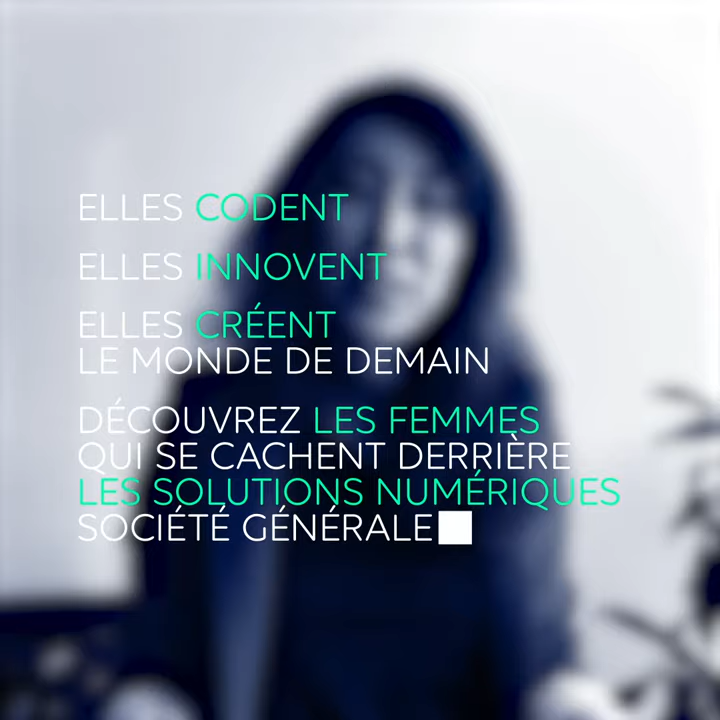 ELLES CODENT
ELLES INNOVENT
ELLES CRÉENT
LE MONDE DE DEMAIN
DÉCOUVREZ LES FEMMES
QUI SE CACHENT DERRIÈRE
LES SOLUTIONS NUMÉRIQUES
SOCIÉTÉ GÉNÉRALE